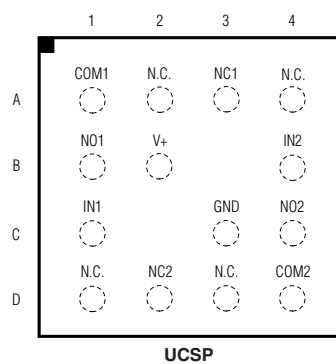 1 2 3 4
A COM1 N.C. NC1 N.C.
B NO1 V+ IN2
C IN1 GND NO2
D N.C. NC2 N.C. COM2
UCSP